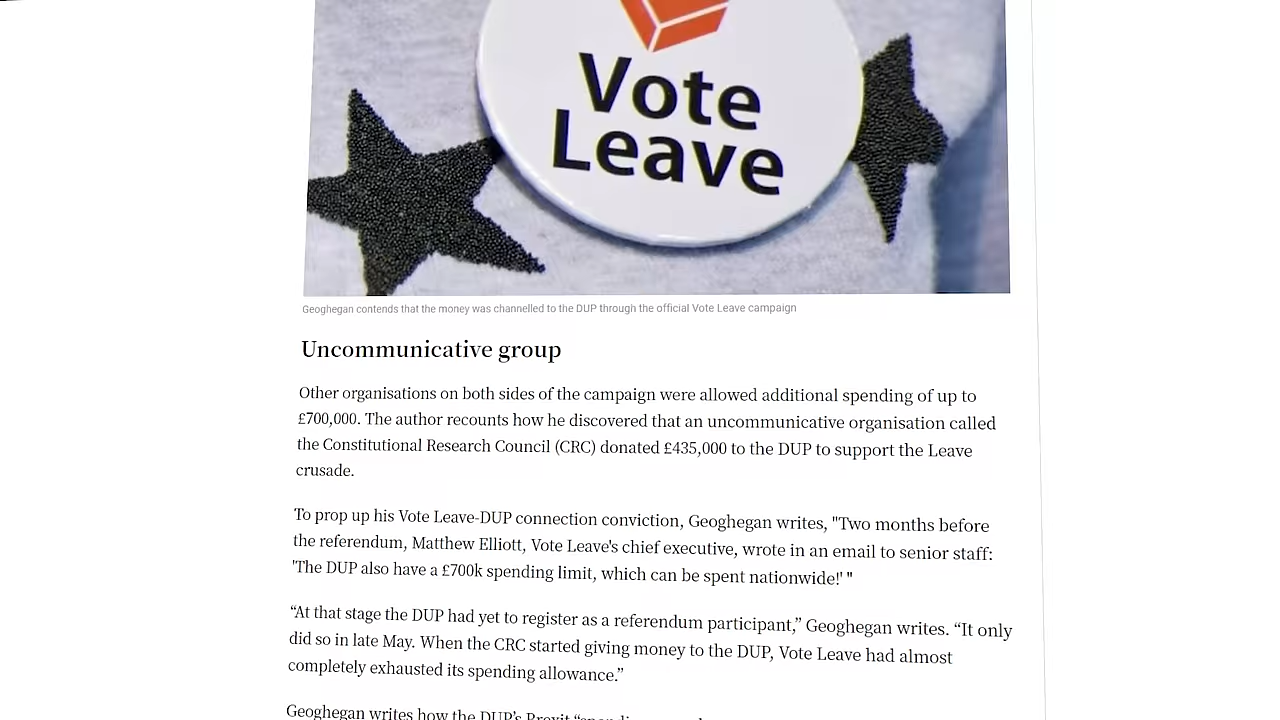 Vote
Leave
Geoghegan contends that the money was channelled to the DUP through the official Vote Leave campaign
Uncommunicative group
Other organisations on both sides of the campaign were allowed additional spending of up to
£700,000. The author recounts how he discovered that an uncommunicative organisation called
the Constitutional Research Council (CRC) donated £435,000 to the DUP to support the Leave
crusade.
To prop up his Vote Leave-DUP connection conviction, Geoghegan writes, "Two months before
the referendum, Matthew Elliott, Vote Leave's chief executive, wrote in an email to senior staff:
'The DUP also have a £700k spending limit, which can be spent nationwide!' "
“At that stage the DUP had yet to register as a referendum participant,” Geoghegan writes. “It only
did so in late May. When the CRC started giving money to the DUP, Vote Leave had almost
completely exhausted its spending allowance.”
Geoghegan writes how the DUP’s